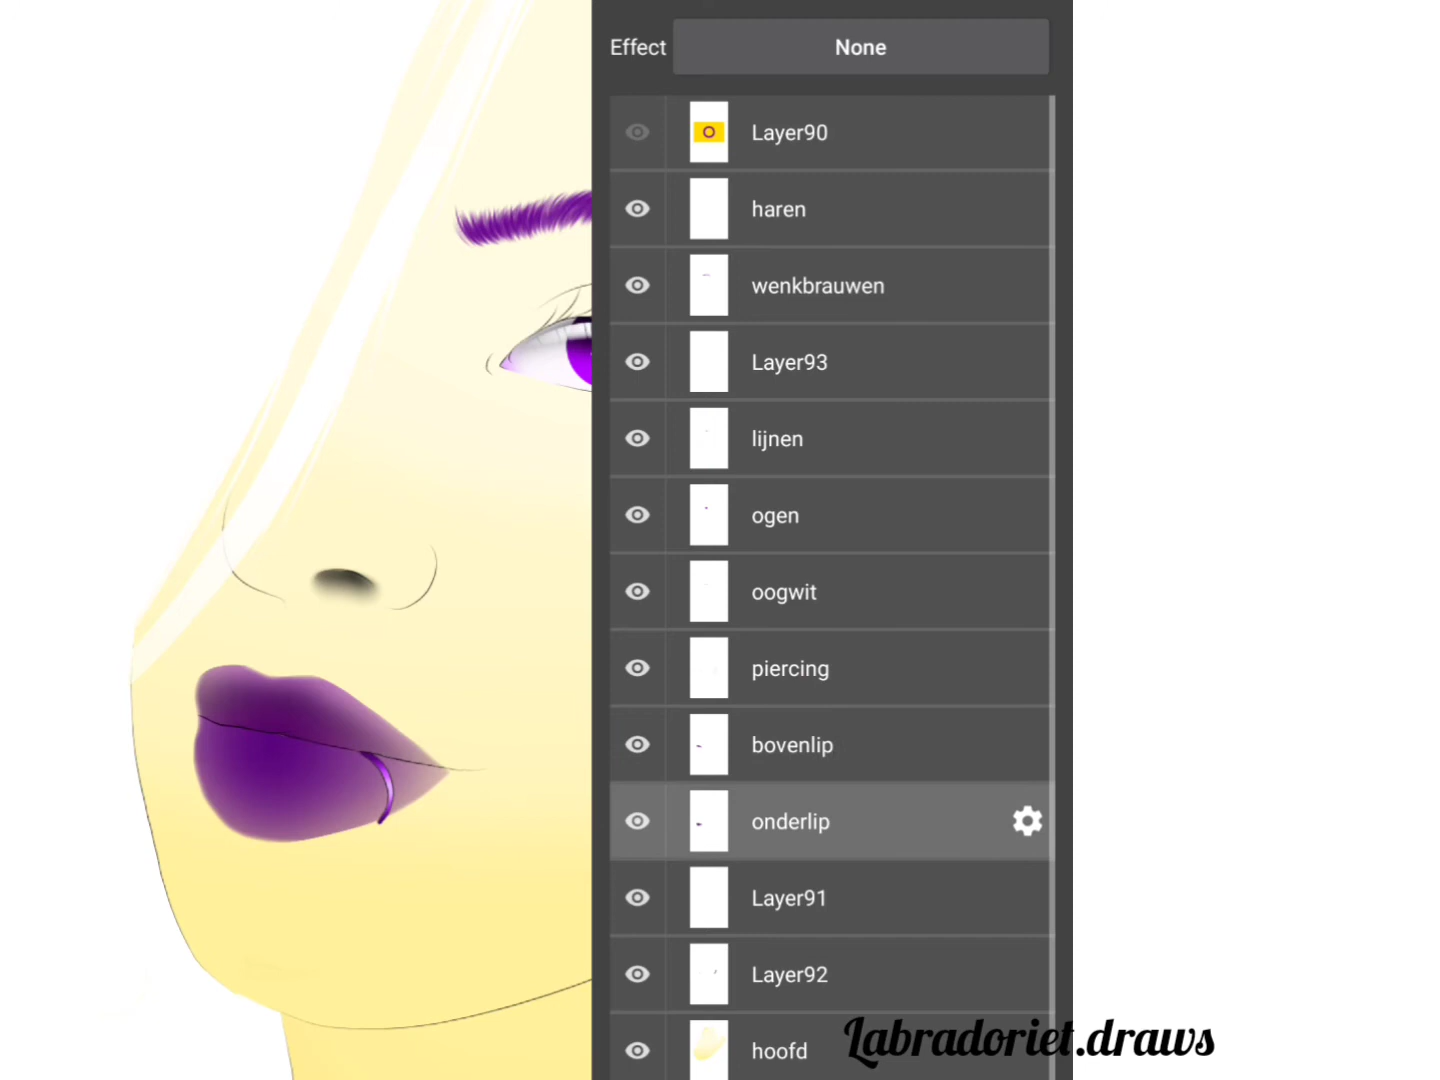 Effect None
Layer90
haren
wenkbrauwen
Layer93
lijnen
ogen
oogwit
piercing
bovenlip
onderlip
Layer91
Layer92
hoofd
Labradoriet.draws